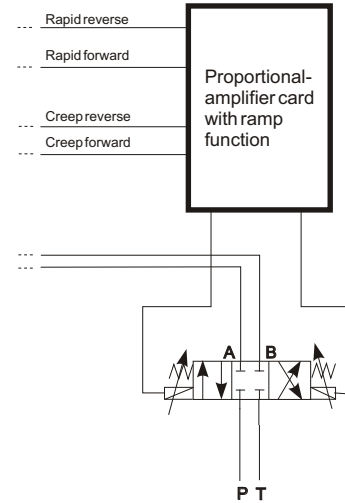 Rapid reverse
Rapid forward
Creep reverse
Creep forward
Proportional-
amplifier card
with ramp
function
A B
P T